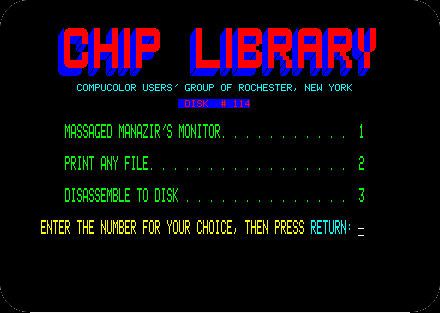 CHIP LIBRARY
COMPUCOLOR USERS' GROUP OF ROCHESTER, NEW YORK
DISK # 114
MASSAGED MANAZIR'S MONITOR. . . . . . . . . . . 1
PRINT ANY FILE. . . . . . . . . . . . . . . . . 2
DISASSEMBLE TO DISK . . . . . . . . . . . . . . 3
ENTER THE NUMBER FOR YOUR CHOICE, THEN PRESS RETURN: _